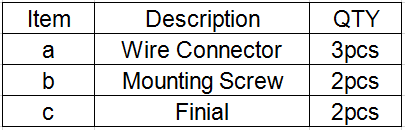 Item Description QTY
a Wire Connector 3pcs
b Mounting Screw 2pcs
c Finial 2pcs